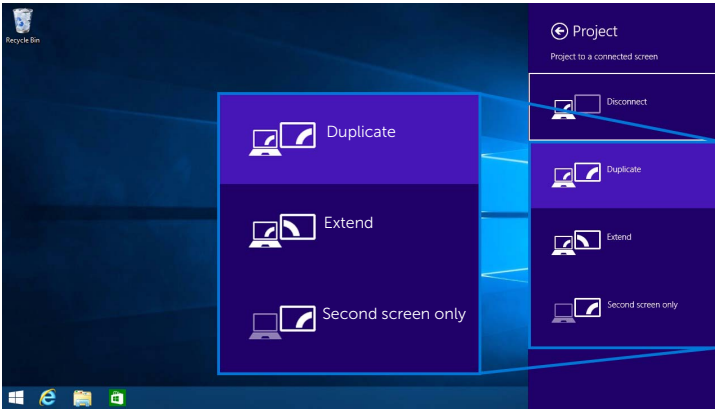 Recycle Bin
Project
Project to a connected screen
Disconnect
Duplicate
Extend
Second screen only
Duplicate
Extend
Second screen only